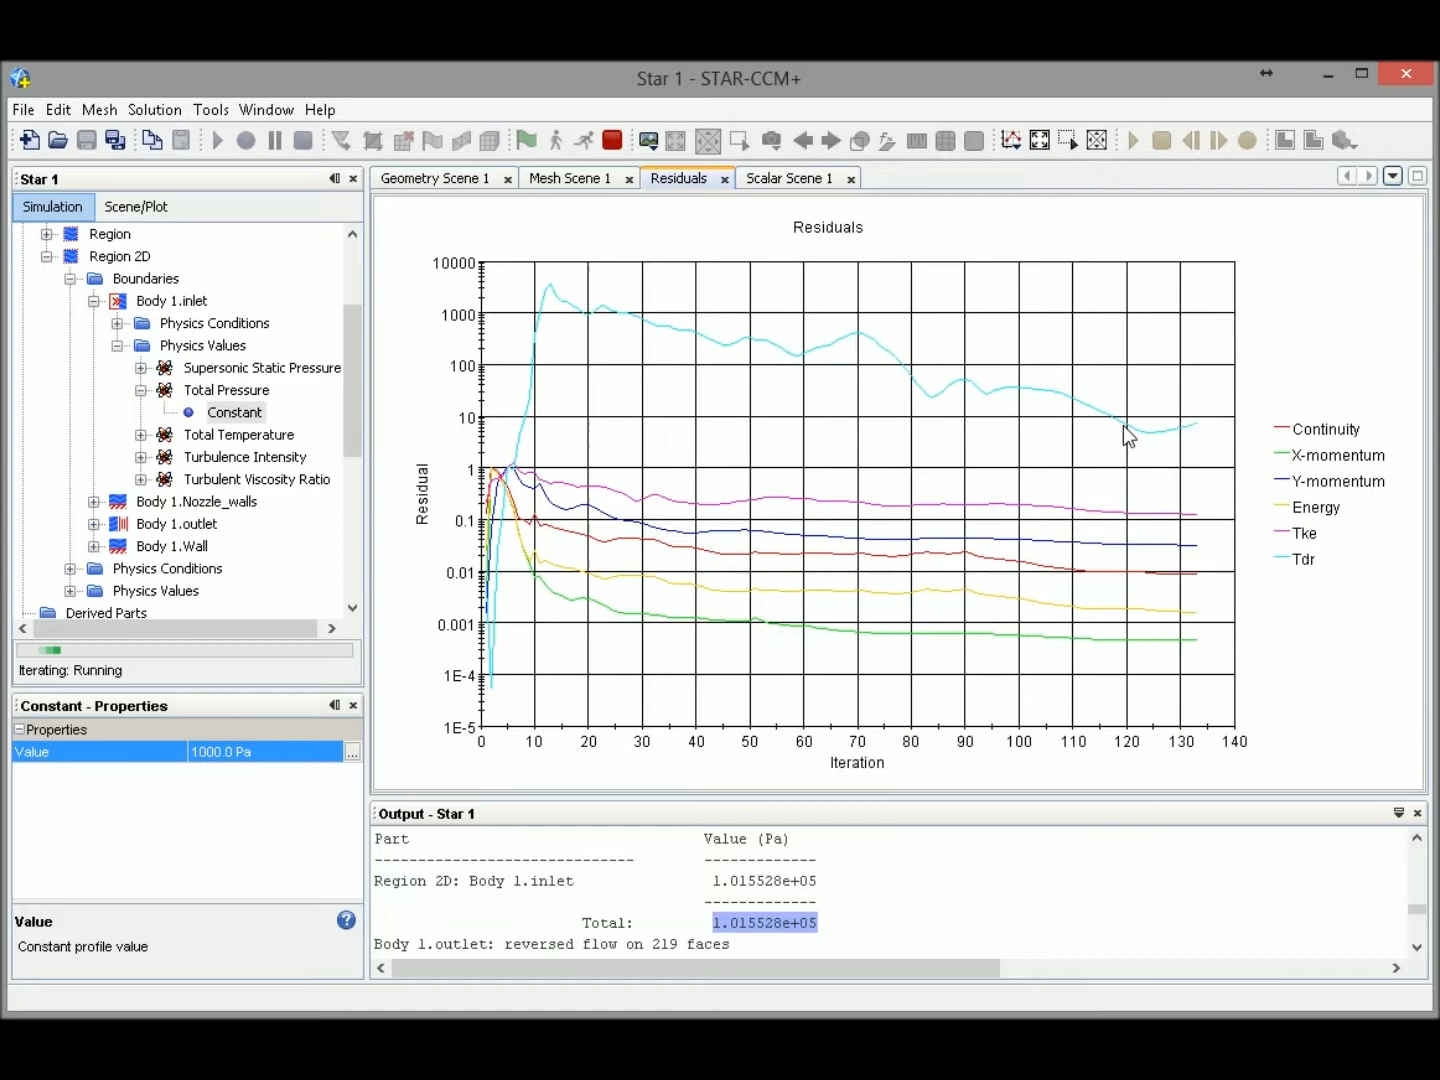 Star 1 - STAR-CCM+
File Edit Mesh Solution Tools Window Help
Star 1
Simulation Scene/Plot
Region
Region 2D
Boundaries
Body 1.inlet
Physics Conditions
Physics Values
Supersonic Static Pressure
Total Pressure
Constant
Total Temperature
Turbulence Intensity
Turbulent Viscosity Ratio
Body 1.Nozzle_walls
Body 1.outlet
Body 1.Wall
Physics Conditions
Physics Values
Derived Parts
Iterating: Running
Constant - Properties
Properties
Value 1000.0 Pa ...
Value
Constant profile value
Geometry Scene 1 Mesh Scene 1 Residuals Scalar Scene 1
Residuals
10000
1000
100
10
1
0.1
0.01
0.001
1E-4
1E-5
Residual
0 10 20 30 40 50 60 70 80 90 100 110 120 130 140
Iteration
Continuity
X-momentum
Y-momentum
Energy
Tke
Tdr
Output - Star 1
Part Value (Pa)
----------------------------- -------------
Region 2D: Body 1.inlet 1.015528e+05
-------------
Total: 1.015528e+05
Body 1.outlet: reversed flow on 219 faces